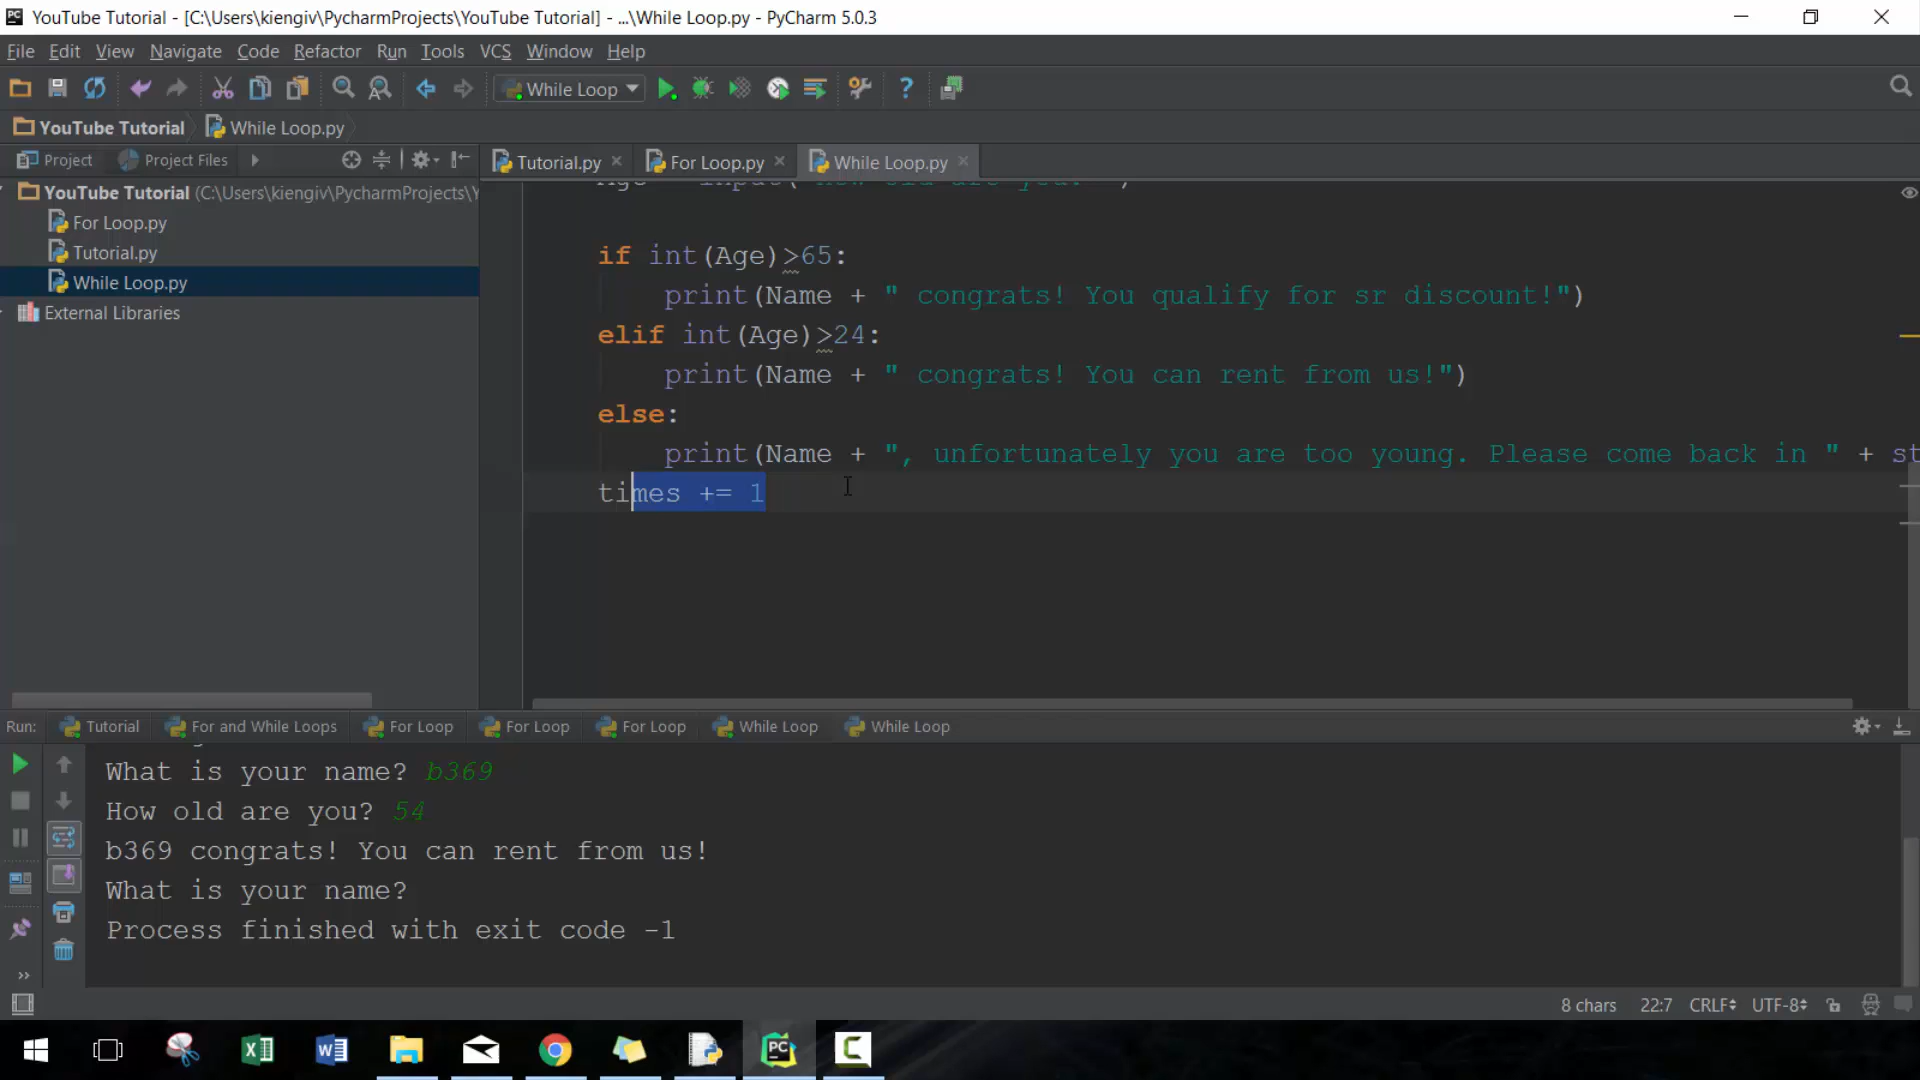 YouTube Tutorial - [C:\Users\kiengiv\PycharmProjects\YouTube Tutorial] - ...\While Loop.py - PyCharm 5.0.3
File Edit View Navigate Code Refactor Run Tools VCS Window Help
While Loop
YouTube Tutorial While Loop.py
Project Project Files
Tutorial.py For Loop.py While Loop.py
YouTube Tutorial (C:\Users\kiengiv\PycharmProjects\Y
For Loop.py
Tutorial.py
While Loop.py
External Libraries
if int(Age)>65:
print(Name + " congrats! You qualify for sr discount!")
elif int(Age)>24:
print(Name + " congrats! You can rent from us!")
else:
print(Name + ", unfortunately you are too young. Please come back in " + st
times += 1
Run: Tutorial For and While Loops For Loop For Loop For Loop While Loop While Loop
What is your name? b369
How old are you? 54
b369 congrats! You can rent from us!
What is your name?
Process finished with exit code -1
8 chars 22:7 CRLF UTF-8